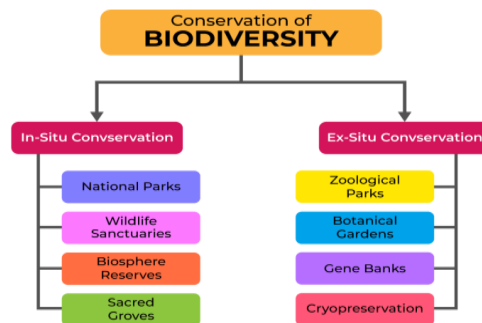 Conservation of
BIODIVERSITY
In-Situ Convservation
National Parks
Wildlife
Sanctuaries
Biosphere
Reserves
Sacred
Groves
Ex-Situ Convservation
Zoological
Parks
Botanical
Gardens
Gene Banks
Cryopreservation